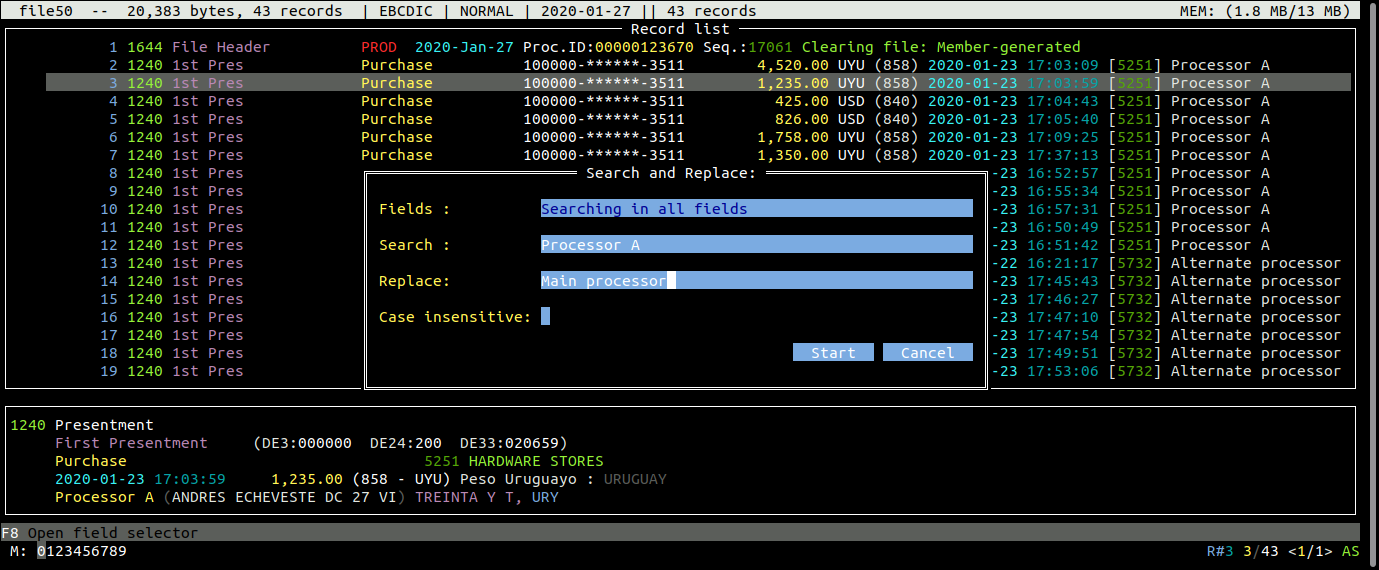 file50  --  20,383 bytes, 43 records  | EBCDIC | NORMAL | 2020-01-27 || 43 records MEM: (1.8 MB/13 MB)
Record list
1 1644 File Header PROD 2020-Jan-27 Proc.ID:00000123670 Seq.:17061 Clearing file: Member-generated
2 1240 1st Pres Purchase 100000-******-3511 4,520.00 UYU (858) 2020-01-23 17:03:09 [5251] Processor A
3 1240 1st Pres Purchase 100000-******-3511 1,235.00 UYU (858) 2020-01-23 17:03:59 [5251] Processor A
4 1240 1st Pres Purchase 100000-******-3511 425.00 USD (840) 2020-01-23 17:04:43 [5251] Processor A
5 1240 1st Pres Purchase 100000-******-3511 826.00 USD (840) 2020-01-23 17:05:40 [5251] Processor A
6 1240 1st Pres Purchase 100000-******-3511 1,758.00 UYU (858) 2020-01-23 17:09:25 [5251] Processor A
7 1240 1st Pres Purchase 100000-******-3511 1,350.00 UYU (858) 2020-01-23 17:37:13 [5251] Processor A
8 1240 1st Pres -23 16:52:57 [5251] Processor A
9 1240 1st Pres -23 16:55:34 [5251] Processor A
10 1240 1st Pres -23 16:57:31 [5251] Processor A
11 1240 1st Pres -23 16:50:49 [5251] Processor A
12 1240 1st Pres -23 16:51:42 [5251] Processor A
13 1240 1st Pres -22 16:21:17 [5732] Alternate processor
14 1240 1st Pres -23 17:45:43 [5732] Alternate processor
15 1240 1st Pres -23 17:46:27 [5732] Alternate processor
16 1240 1st Pres -23 17:47:10 [5732] Alternate processor
17 1240 1st Pres -23 17:47:54 [5732] Alternate processor
18 1240 1st Pres -23 17:49:51 [5732] Alternate processor
19 1240 1st Pres -23 17:53:06 [5732] Alternate processor
Search and Replace:
Fields : Searching in all fields
Search : Processor A
Replace: Main processor
Case insensitive:
Start Cancel
1240 Presentment
First Presentment (DE3:000000 DE24:200 DE33:020659)
Purchase 5251 HARDWARE STORES
2020-01-23 17:03:59 1,235.00 (858 - UYU) Peso Uruguayo : URUGUAY
Processor A (ANDRES ECHEVESTE DC 27 VI) TREINTA Y T, URY
F8 Open field selector
M: 0123456789 R#3 3/43 <1/1> AS